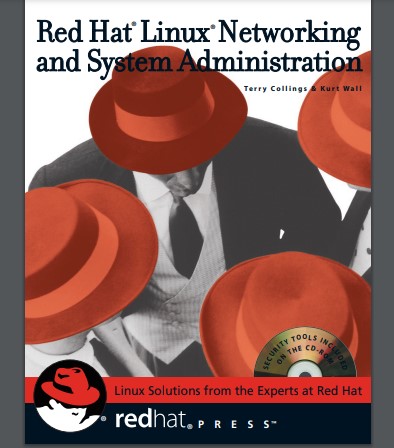 Red Hat® Linux® Networking
and System Administration
Terry Collings & Kurt Wall
SECURITY TOOLS INCLUDED
ON THE CD-ROM
Linux Solutions from the Experts at Red Hat
® redhat® PRESS™